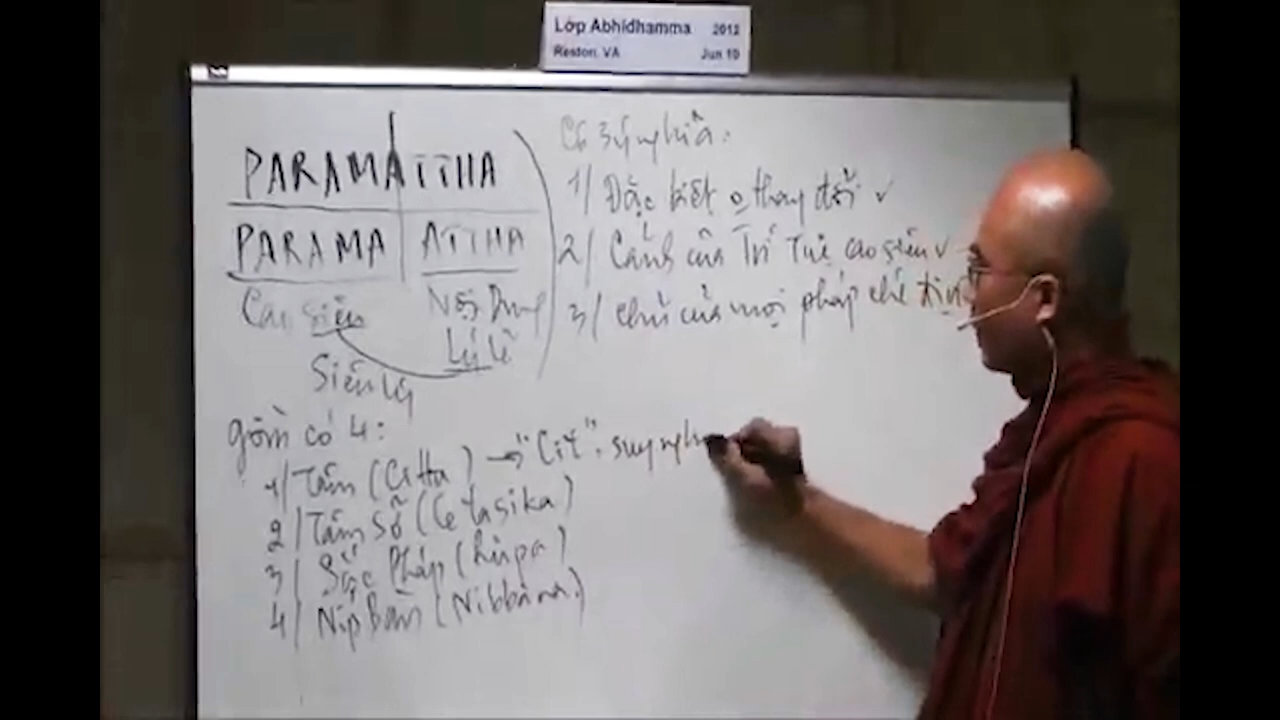 Lớp Abhidhamma 2012
Reston, VA Jun 10
PARAMATTHA
PARAMA ATTHA
Cao Siêu Nội Dung
Lý lẽ
Siêu Lý
gồm có 4:
1/ Tâm (Citta) → "Cit": suy ngh
2/ Tâm Sở (Cetasika)
3/ Sắc Pháp (Rūpa)
4/ Níp Bàn (Nibbāna)
Có 3 ý nghĩa:
1/ Đặc biệt o thay đổi ✓
2/ Cảnh của Trí Tuệ cao siêu ✓
3/ chủ của mọi pháp chế định